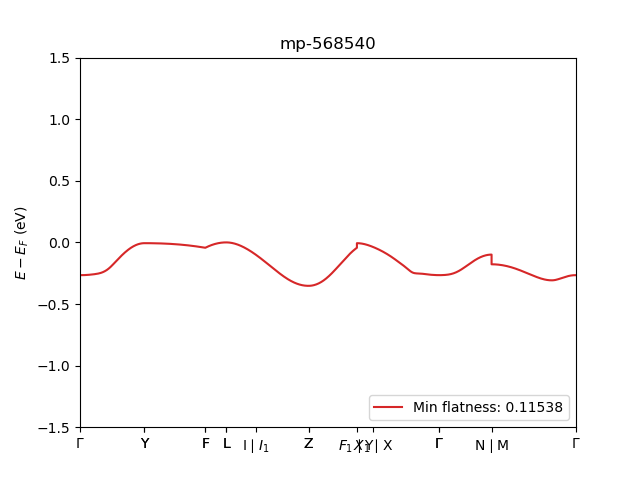 mp-568540
E − E_F (eV)
1.5
1.0
0.5
0.0
−0.5
−1.0
−1.5
Min flatness: 0.11538
Γ Y F L I | I₁ Z Γ N | M Γ